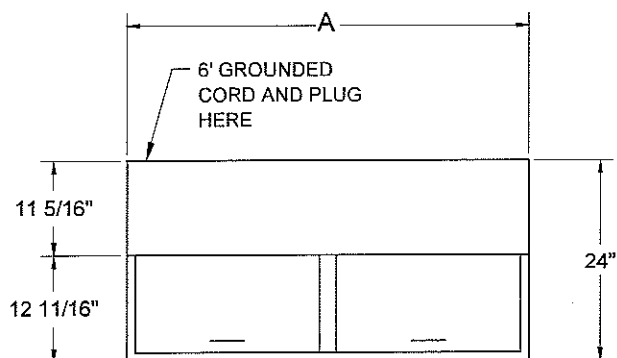 A
6' GROUNDED
CORD AND PLUG
HERE
11 5/16"
24"
12 11/16"